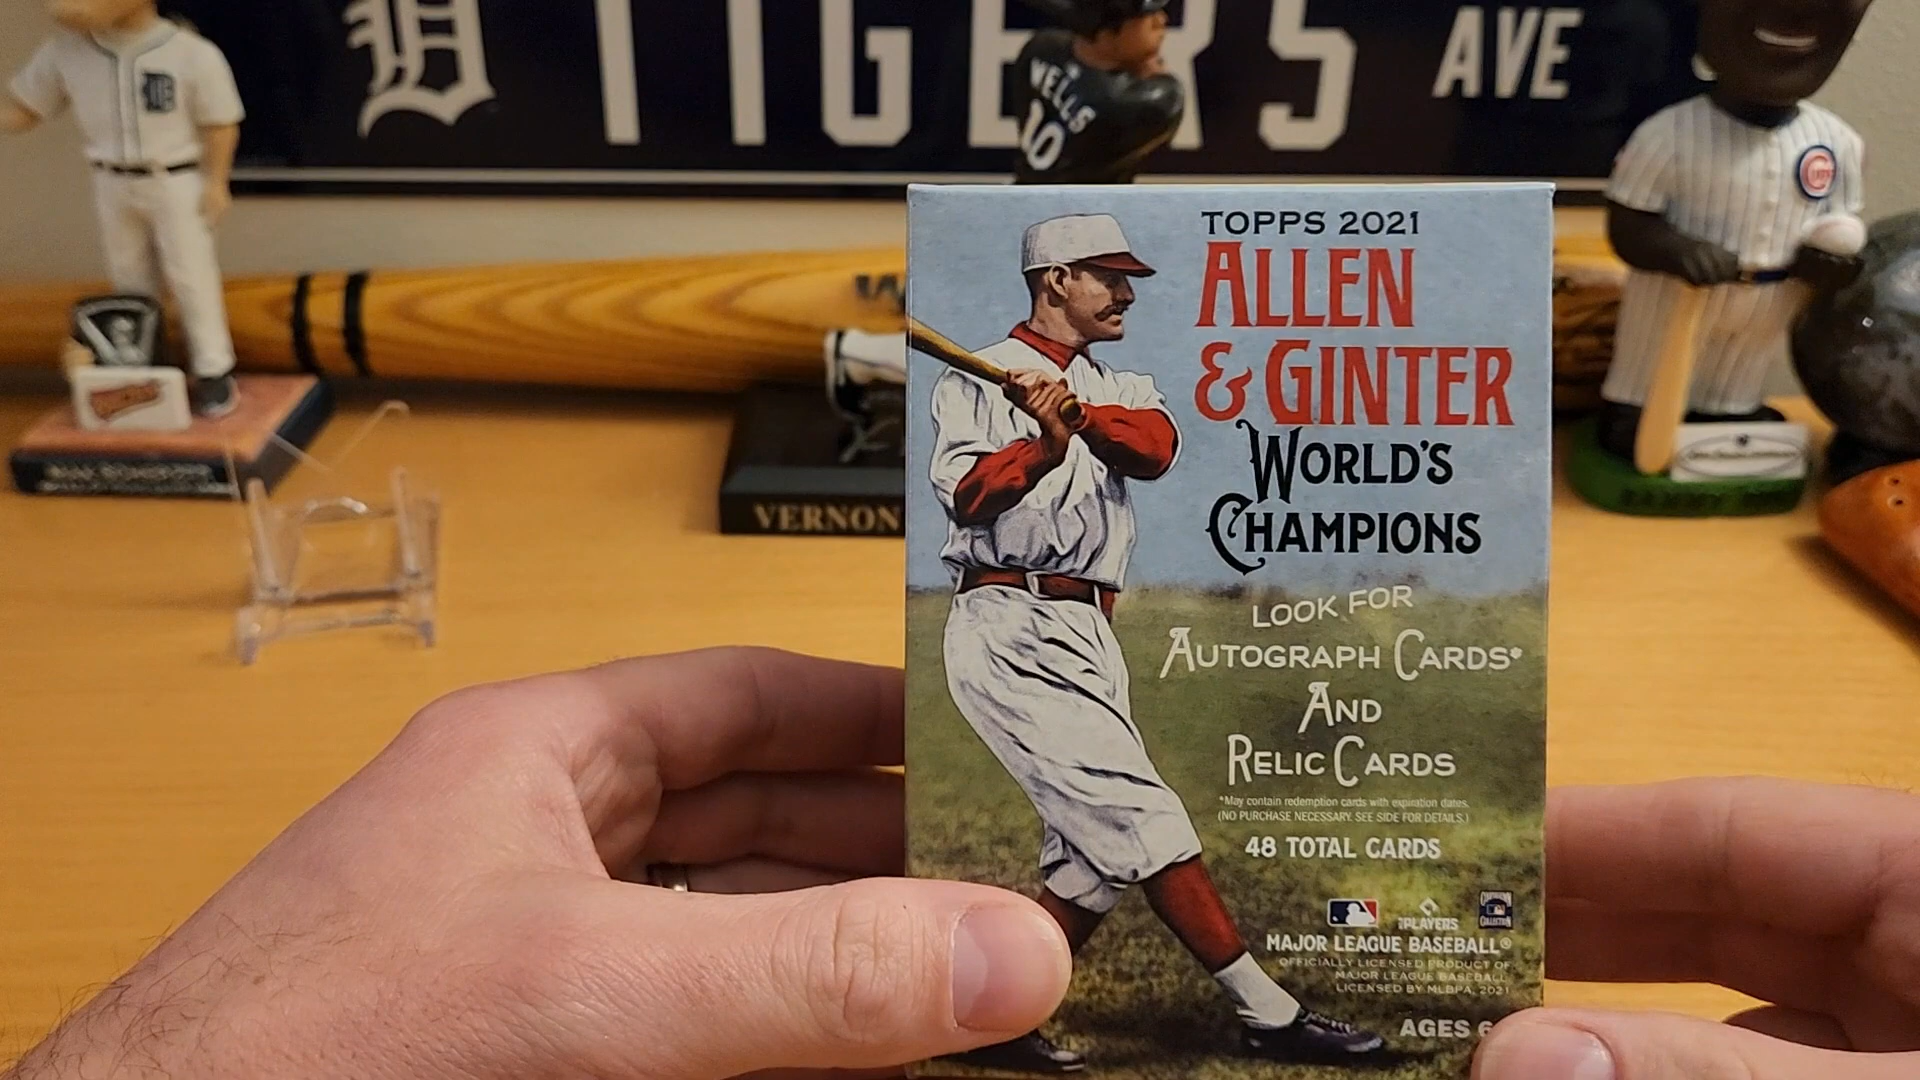 TIGERS
AVE
WELLS
10
VERNON
TOPPS 2021
ALLEN
& GINTER
WORLD'S
CHAMPIONS
LOOK FOR
AUTOGRAPH CARDS*
AND
RELIC CARDS
*May contain redemption cards with expiration dates.
(NO PURCHASE NECESSARY. SEE SIDE FOR DETAILS.)
48 TOTAL CARDS
PLAYERS
MAJOR LEAGUE BASEBALL®
OFFICIALLY LICENSED PRODUCT OF
MAJOR LEAGUE BASEBALL
LICENSED BY MLBPA, 2021
AGES 6